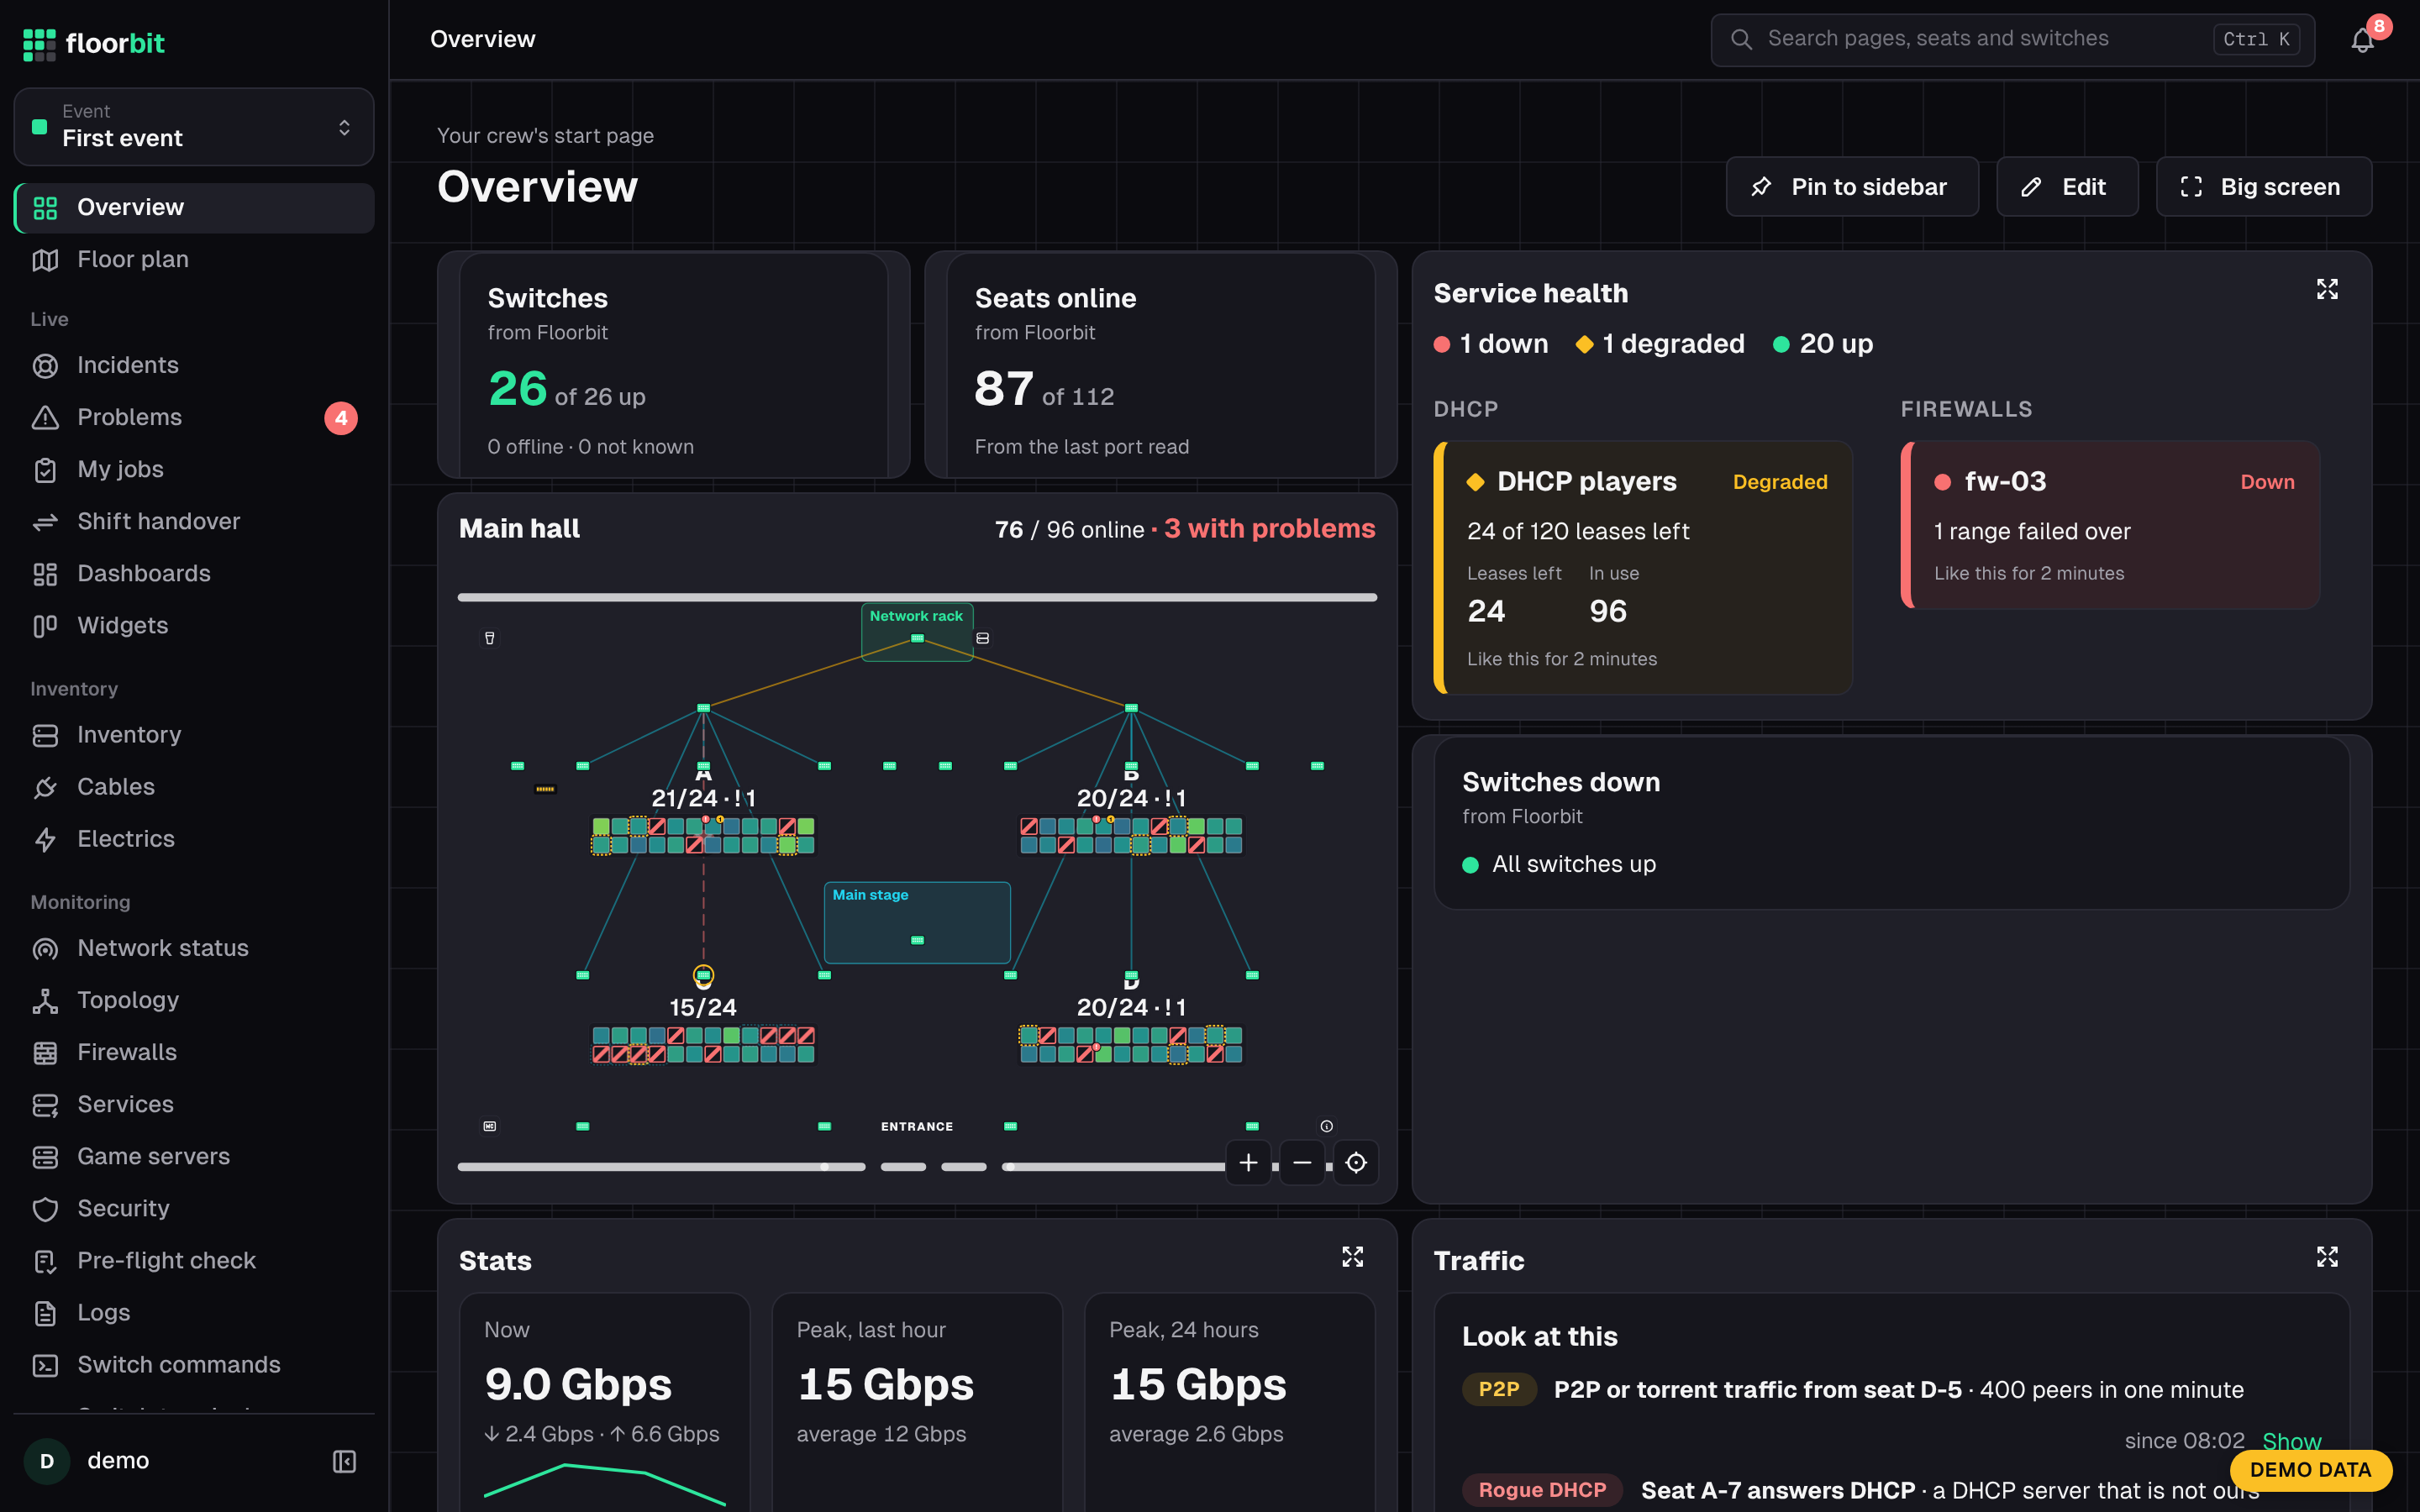 floorbit
Event
First event
Overview
Floor plan
Live
Incidents
Problems
4
My jobs
Shift handover
Dashboards
Widgets
Inventory
Inventory
Cables
Electrics
Monitoring
Network status
Topology
Firewalls
Services
Game servers
Security
Pre-flight check
Logs
Switch commands
D
demo
Overview
Search pages, seats and switches
Ctrl K
8
Your crew's start page
Overview
Pin to sidebar
Edit
Big screen
Switches
from Floorbit
26 of 26 up
0 offline · 0 not known
Seats online
from Floorbit
87 of 112
From the last port read
Main hall
76 / 96 online · 3 with problems
Network rack
A
21/24 · ! 1
B
20/24 · ! 1
Main stage
15/24
D
20/24 · ! 1
WC
ENTRANCE
Service health
1 down
1 degraded
20 up
DHCP
DHCP players
Degraded
24 of 120 leases left
Leases left
In use
24
96
Like this for 2 minutes
FIREWALLS
fw-03
Down
1 range failed over
Like this for 2 minutes
Switches down
from Floorbit
All switches up
Stats
Now
9.0 Gbps
↓ 2.4 Gbps · ↑ 6.6 Gbps
Peak, last hour
15 Gbps
average 12 Gbps
Peak, 24 hours
15 Gbps
average 2.6 Gbps
Traffic
Look at this
P2P
P2P or torrent traffic from seat D-5 · 400 peers in one minute
since 08:02
Show
Rogue DHCP
Seat A-7 answers DHCP · a DHCP server that is not ours
DEMO DATA